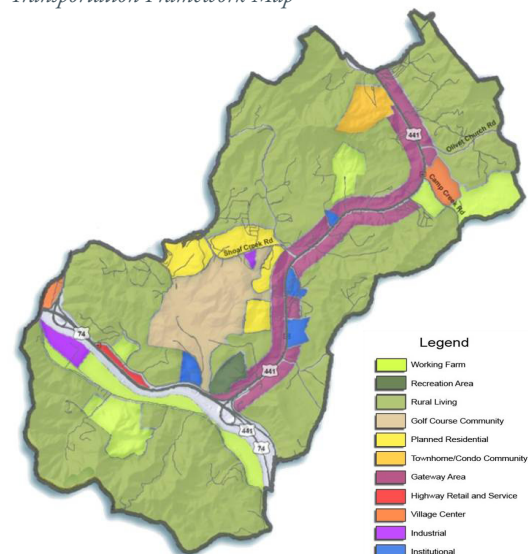 Transportation Framework Map
441
Olivet Church Rd
Camp Creek Rd
Shoal Creek Rd
74
441
441
74
Legend
Working Farm
Recreation Area
Rural Living
Golf Course Community
Planned Residential
Townhome/Condo Community
Gateway Area
Highway Retail and Service
Village Center
Industrial
Institutional